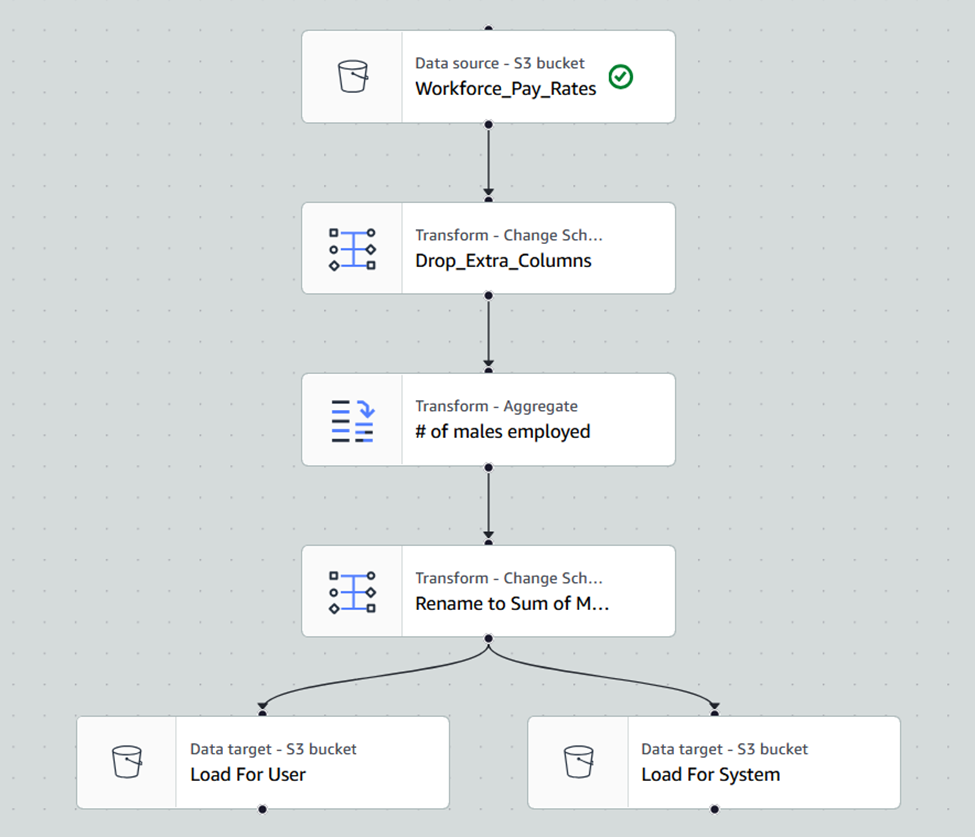 Data source - S3 bucket
Workforce_Pay_Rates
Transform - Change Sch...
Drop_Extra_Columns
Transform - Aggregate
# of males employed
Transform - Change Sch...
Rename to Sum of M...
Data target - S3 bucket
Load For User
Data target - S3 bucket
Load For System